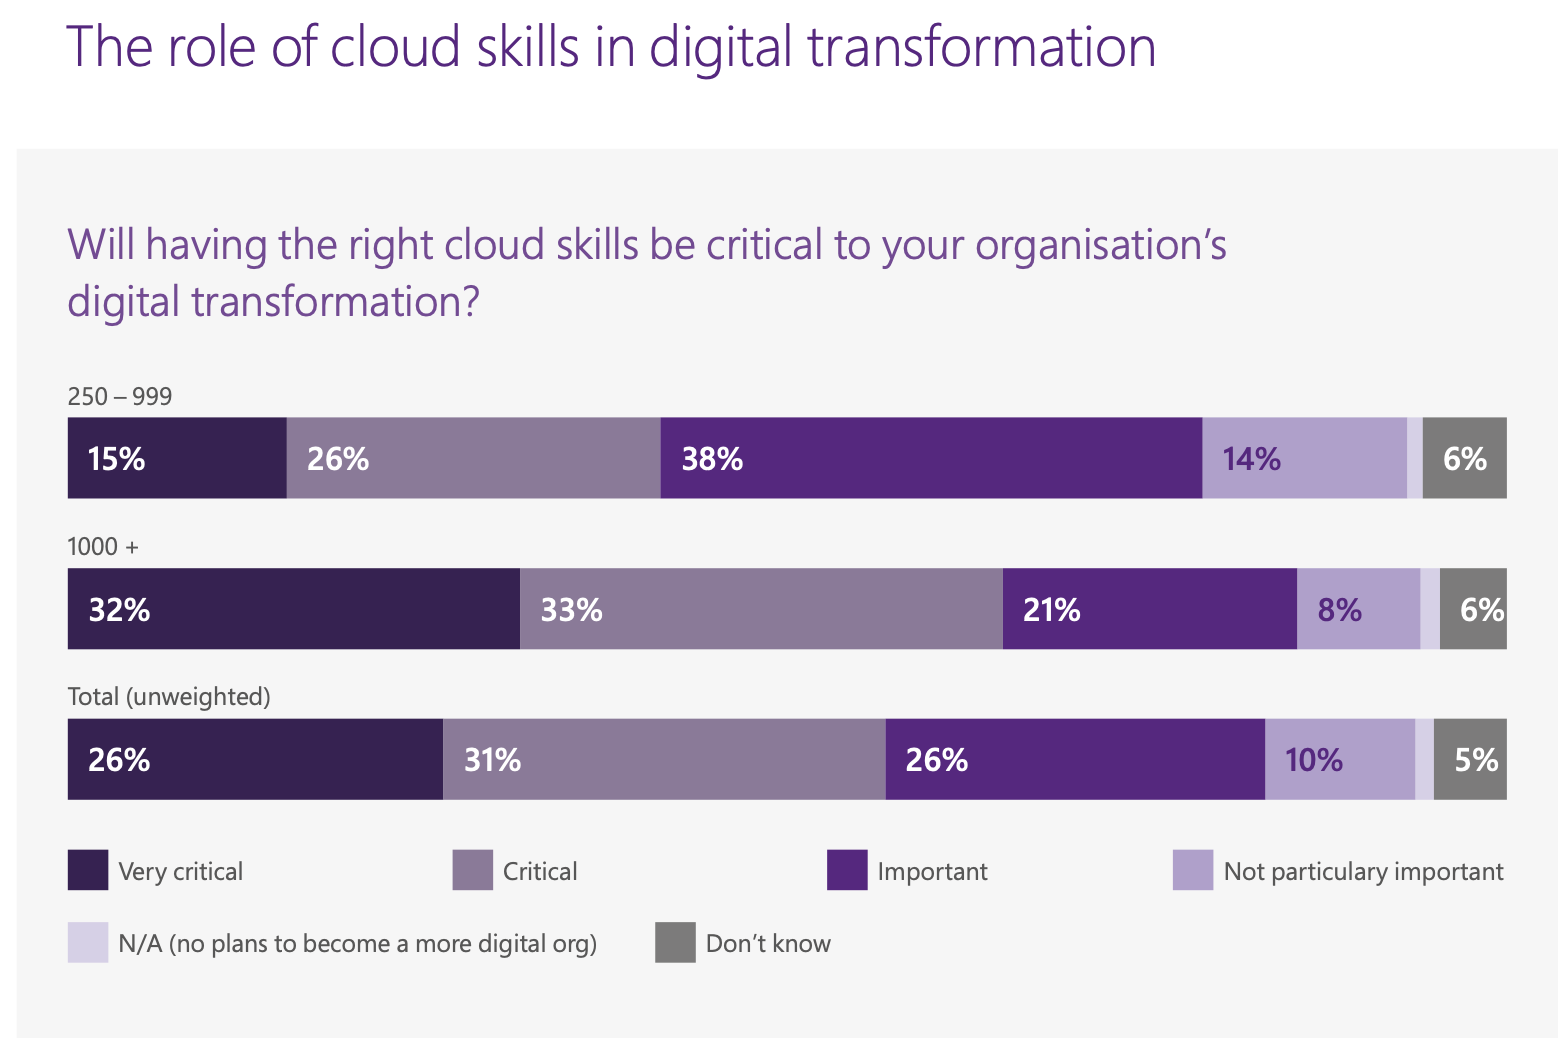 The role of cloud skills in digital transformation
Will having the right cloud skills be critical to your organisation’s
digital transformation?
250 – 999
15% 26% 38% 14% 6%
1000 +
32% 33% 21% 8% 6%
Total (unweighted)
26% 31% 26% 10% 5%
Very critical Critical Important Not particulary important
N/A (no plans to become a more digital org) Don’t know